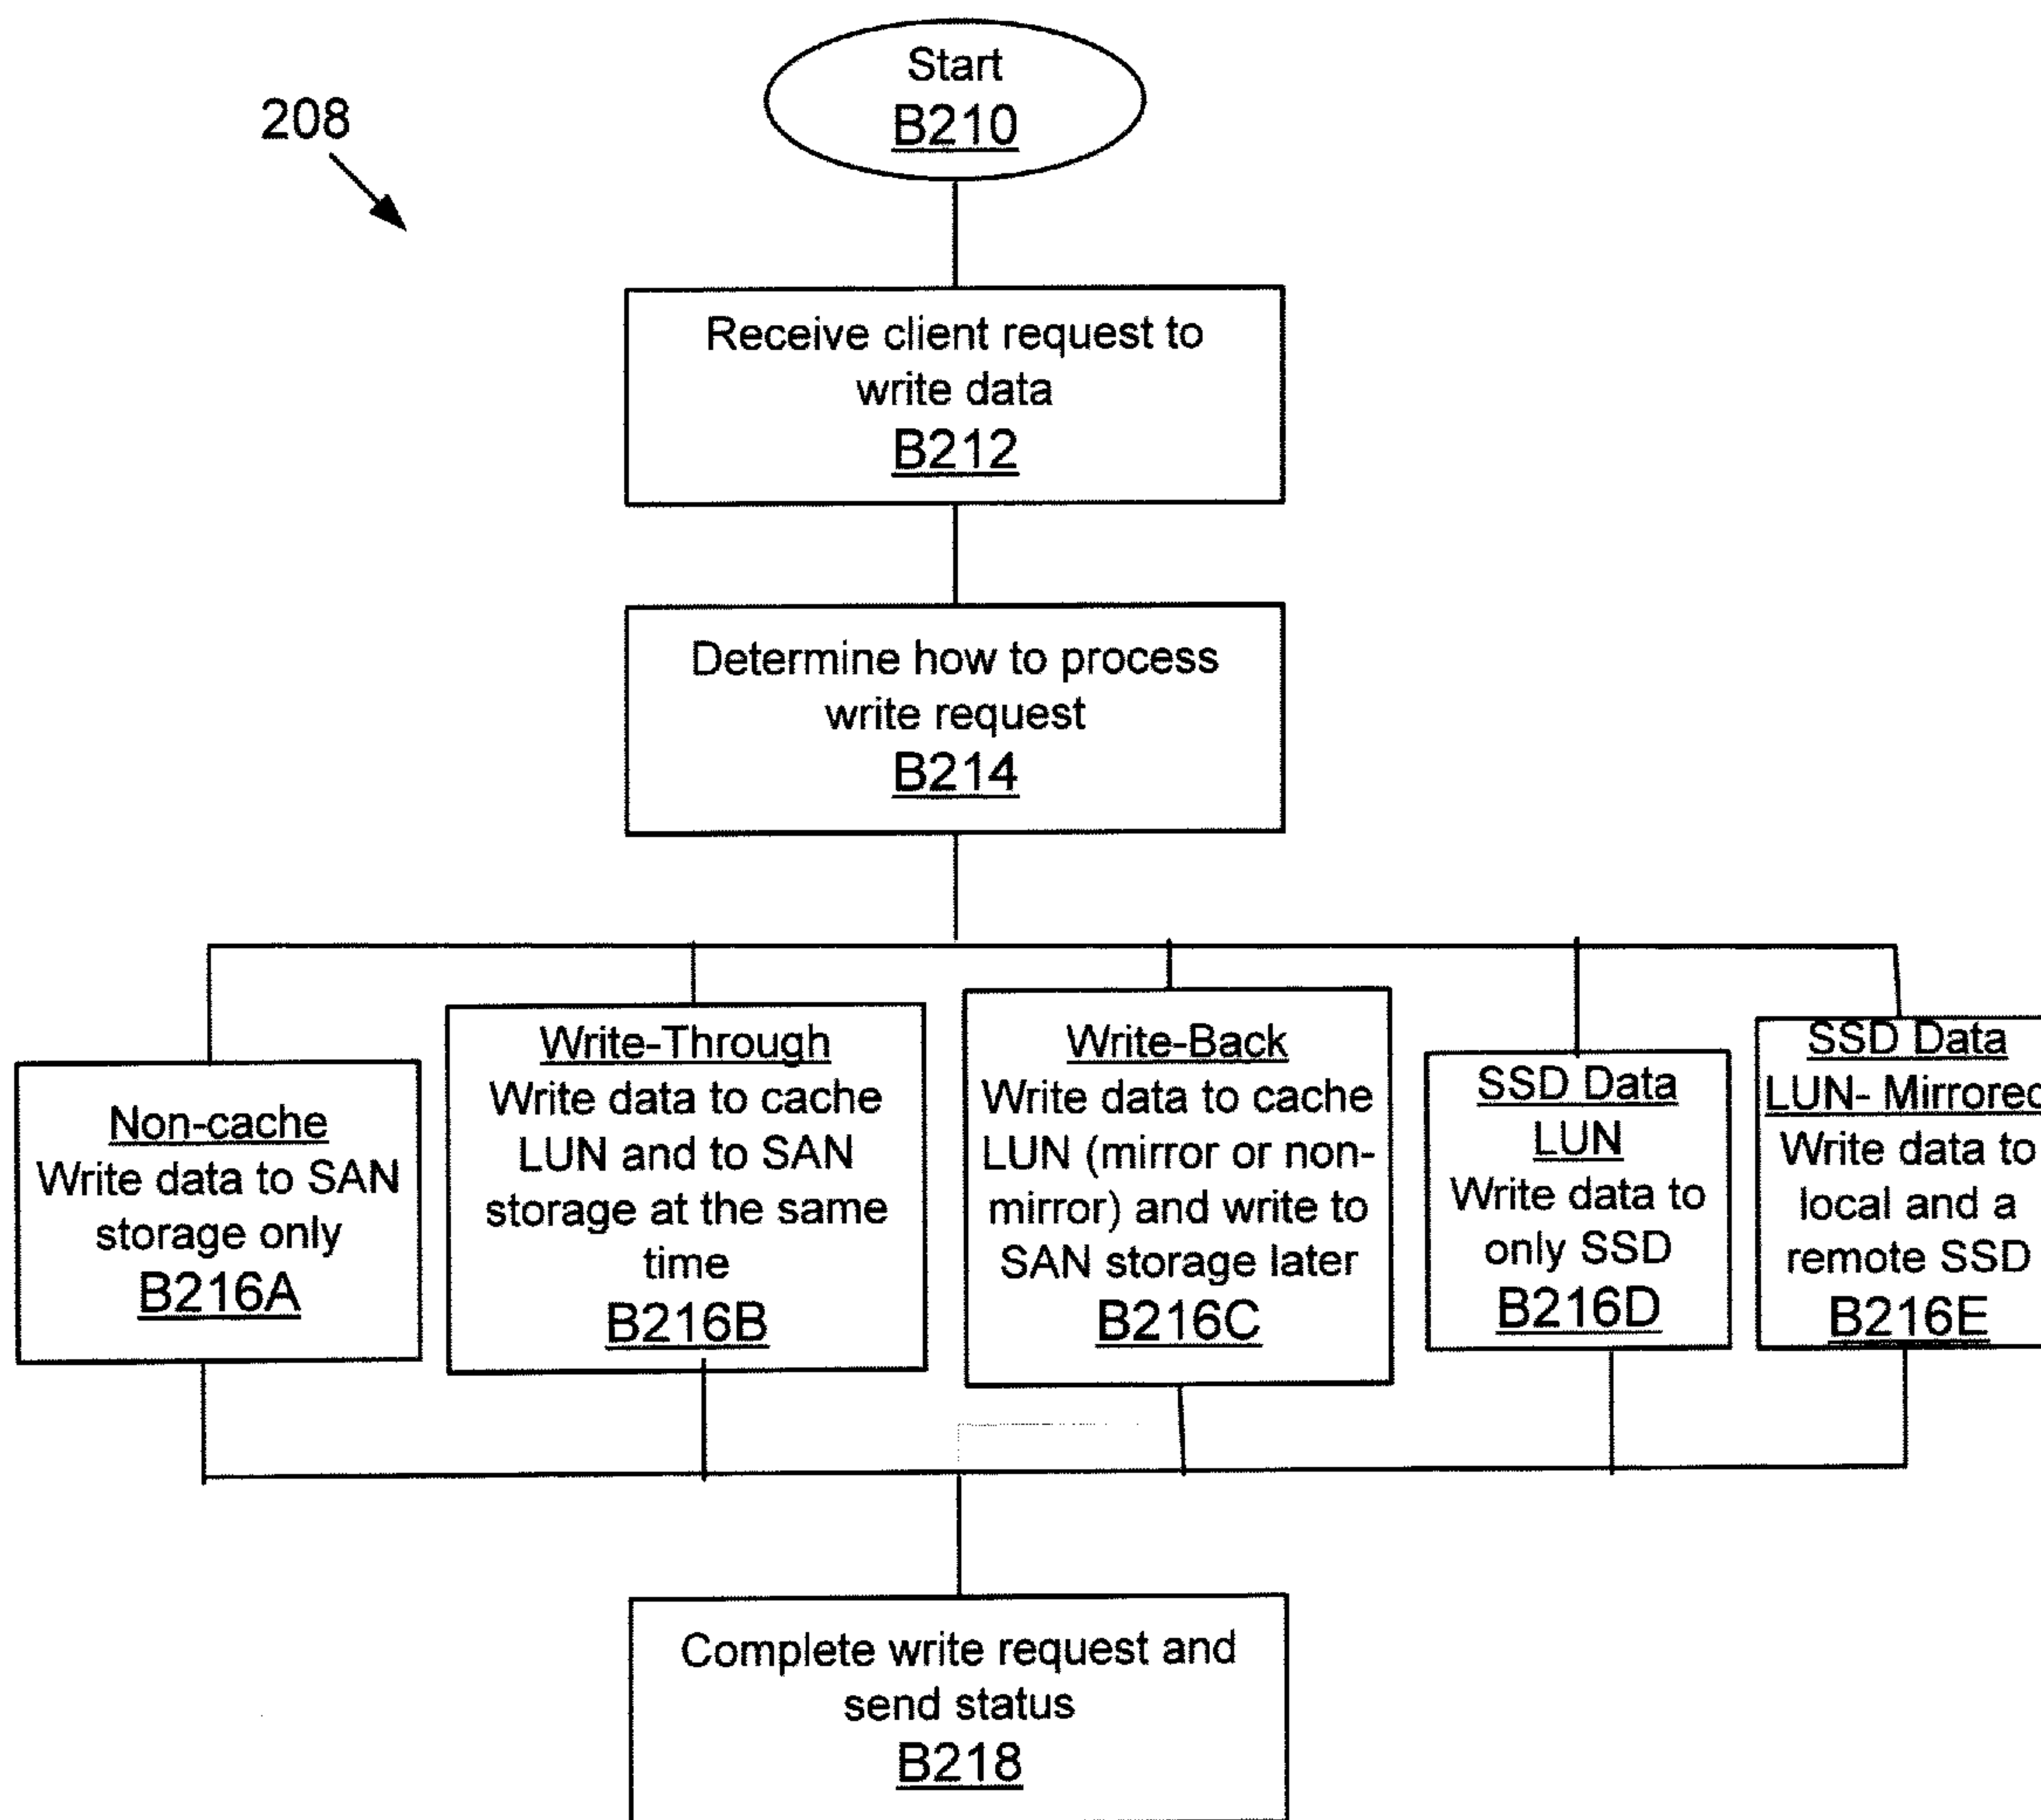 Start
B210
208
Receive client request to
write data
B212
Determine how to process
write request
B214
Non-cache
Write data to SAN
storage only
B216A
Write-Through
Write data to cache
LUN and to SAN
storage at the same
time
B216B
Write-Back
Write data to cache
LUN (mirror or non-
mirror) and write to
SAN storage later
B216C
SSD Data
LUN
Write data to
only SSD
B216D
SSD Data
LUN- Mirrored
Write data to
local and a
remote SSD
B216E
Complete write request and
send status
B218